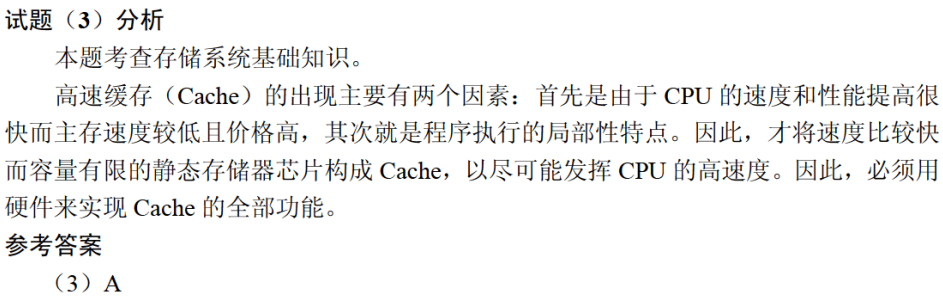 试题（3）分析
本题考查存储系统基础知识。
高速缓存（Cache）的出现主要有两个因素：首先是由于 CPU 的速度和性能提高很
快而主存速度较低且价格高，其次就是程序执行的局部性特点。因此，才将速度比较快
而容量有限的静态存储器芯片构成 Cache，以尽可能发挥 CPU 的高速度。因此，必须用
硬件来实现 Cache 的全部功能。
参考答案
（3）A